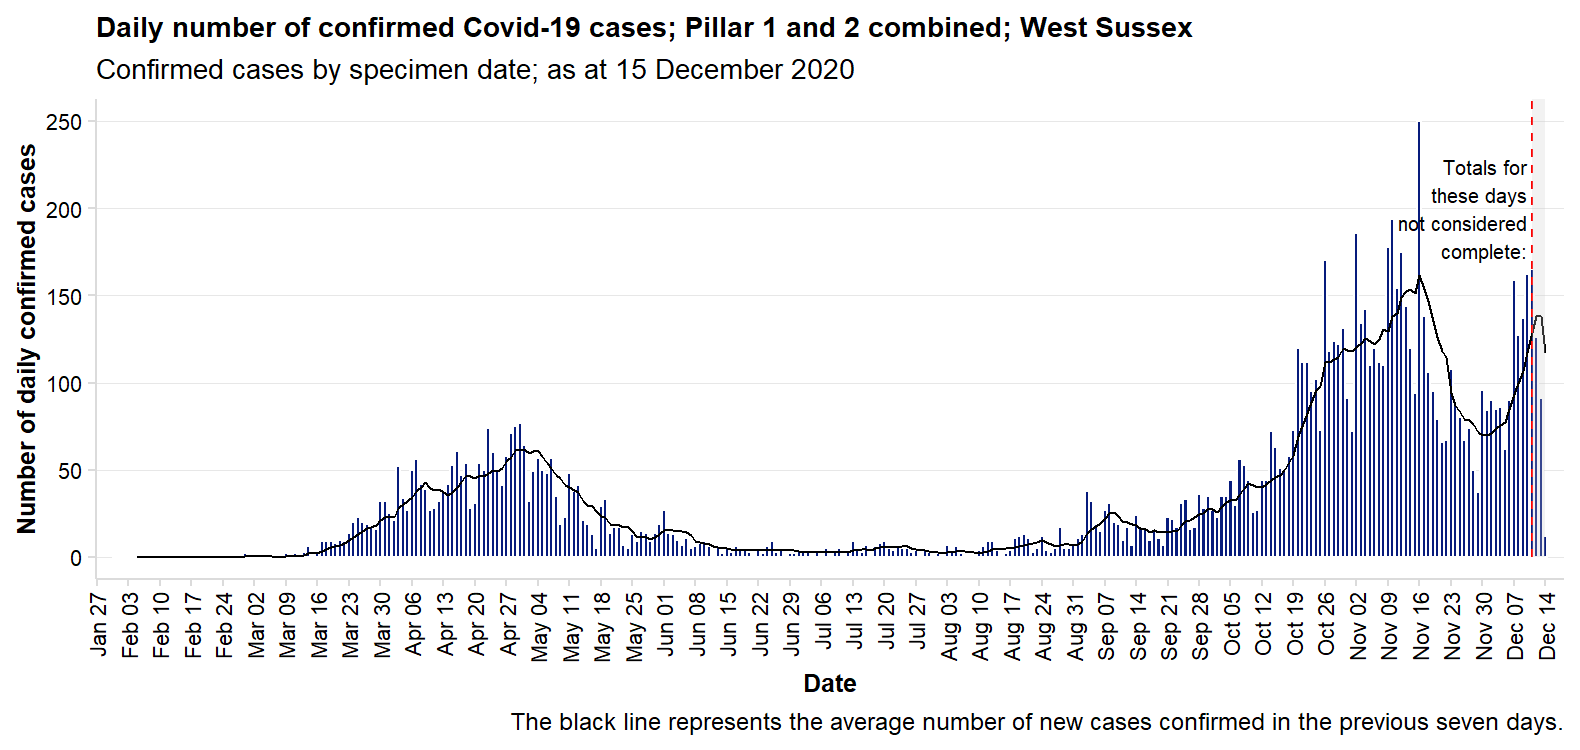 Daily number of confirmed Covid-19 cases; Pillar 1 and 2 combined; West Sussex
Confirmed cases by specimen date; as at 15 December 2020
Number of daily confirmed cases
250
200
150
100
50
0
Totals for
these days
not considered
complete:
Jan 27
Feb 03
Feb 10
Feb 17
Feb 24
Mar 02
Mar 09
Mar 16
Mar 23
Mar 30
Apr 06
Apr 13
Apr 20
Apr 27
May 04
May 11
May 18
May 25
Jun 01
Jun 08
Jun 15
Jun 22
Jun 29
Jul 06
Jul 13
Jul 20
Jul 27
Aug 03
Aug 10
Aug 17
Aug 24
Aug 31
Sep 07
Sep 14
Sep 21
Sep 28
Oct 05
Oct 12
Oct 19
Oct 26
Nov 02
Nov 09
Nov 16
Nov 23
Nov 30
Dec 07
Dec 14
Date
The black line represents the average number of new cases confirmed in the previous seven days.